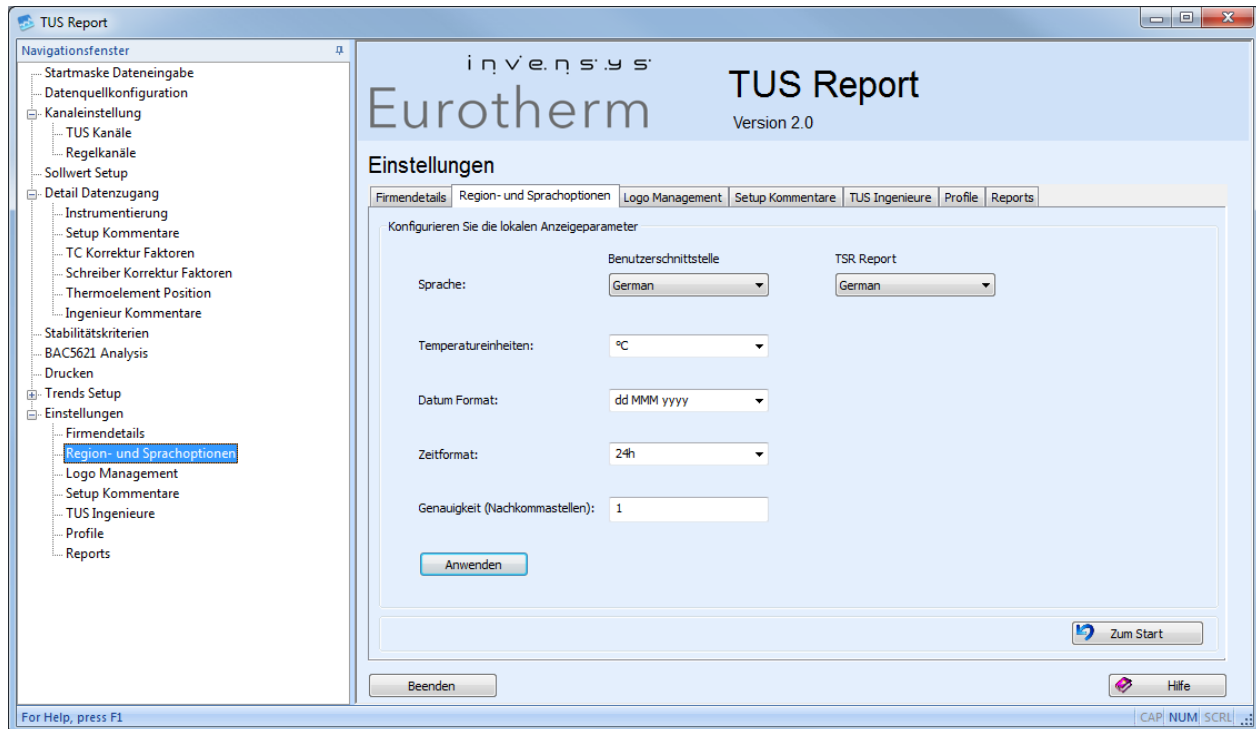 TUS Report
Navigationsfenster
Startmaske Dateneingabe
Datenquellkonfiguration
Kanaleinstellung
TUS Kanäle
Regelkanäle
Sollwert Setup
Detail Datenzugang
Instrumentierung
Setup Kommentare
TC Korrektur Faktoren
Schreiber Korrektur Faktoren
Thermoelement Position
Ingenieur Kommentare
Stabilitätskriterien
BAC5621 Analysis
Drucken
Trends Setup
Einstellungen
Firmendetails
Region- und Sprachoptionen
Logo Management
Setup Kommentare
TUS Ingenieure
Profile
Reports
invensys
Eurotherm
TUS Report
Version 2.0
Einstellungen
Firmendetails Region- und Sprachoptionen Logo Management Setup Kommentare TUS Ingenieure Profile Reports
Konfigurieren Sie die lokalen Anzeigeparameter
Benutzerschnittstelle TSR Report
Sprache: German German
Temperatureinheiten: ºC
Datum Format: dd MMM yyyy
Zeitformat: 24h
Genauigkeit (Nachkommastellen): 1
Anwenden
Zum Start
Beenden Hilfe
For Help, press F1 CAP NUM SCRL